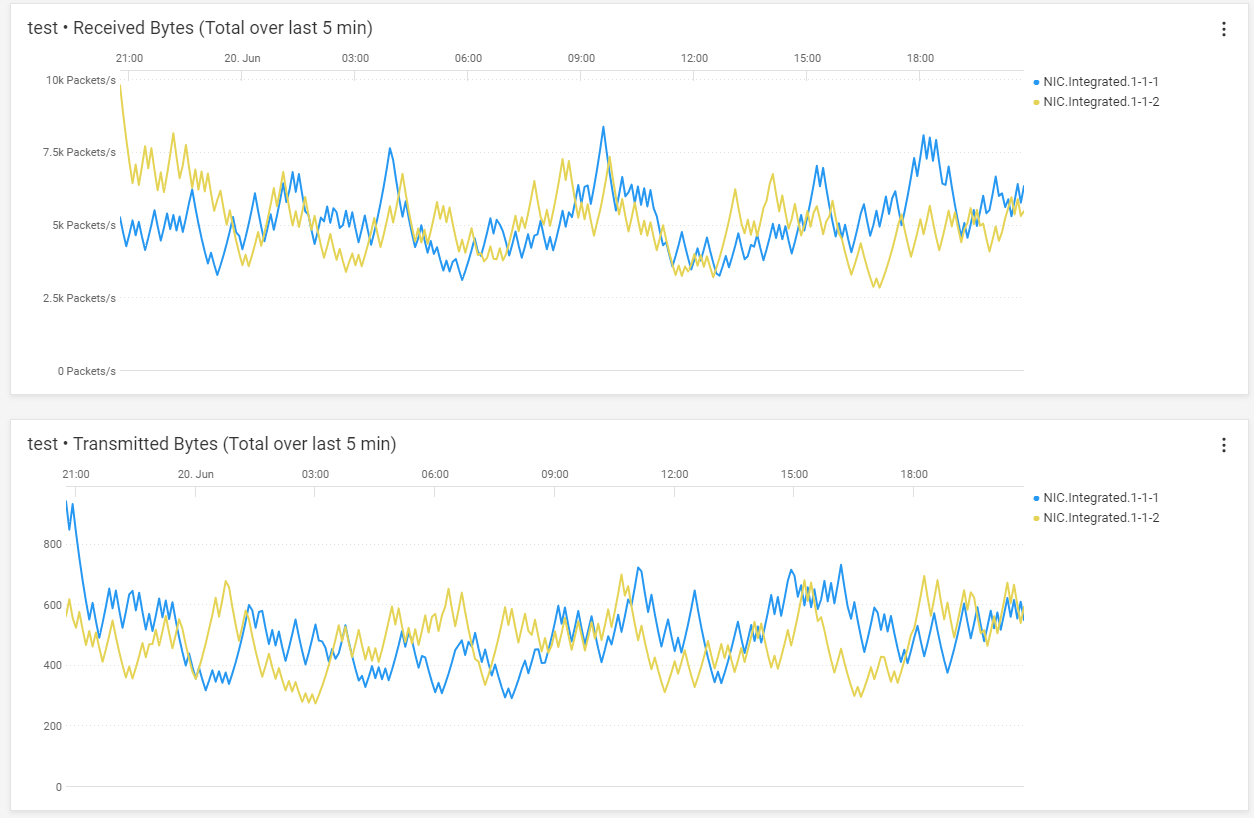 test • Received Bytes (Total over last 5 min)
21:00 20. Jun 03:00 06:00 09:00 12:00 15:00 18:00
10k Packets/s
7.5k Packets/s
5k Packets/s
2.5k Packets/s
0 Packets/s
NIC.Integrated.1-1-1
NIC.Integrated.1-1-2
test • Transmitted Bytes (Total over last 5 min)
21:00 20. Jun 03:00 06:00 09:00 12:00 15:00 18:00
800
600
400
200
0
NIC.Integrated.1-1-1
NIC.Integrated.1-1-2